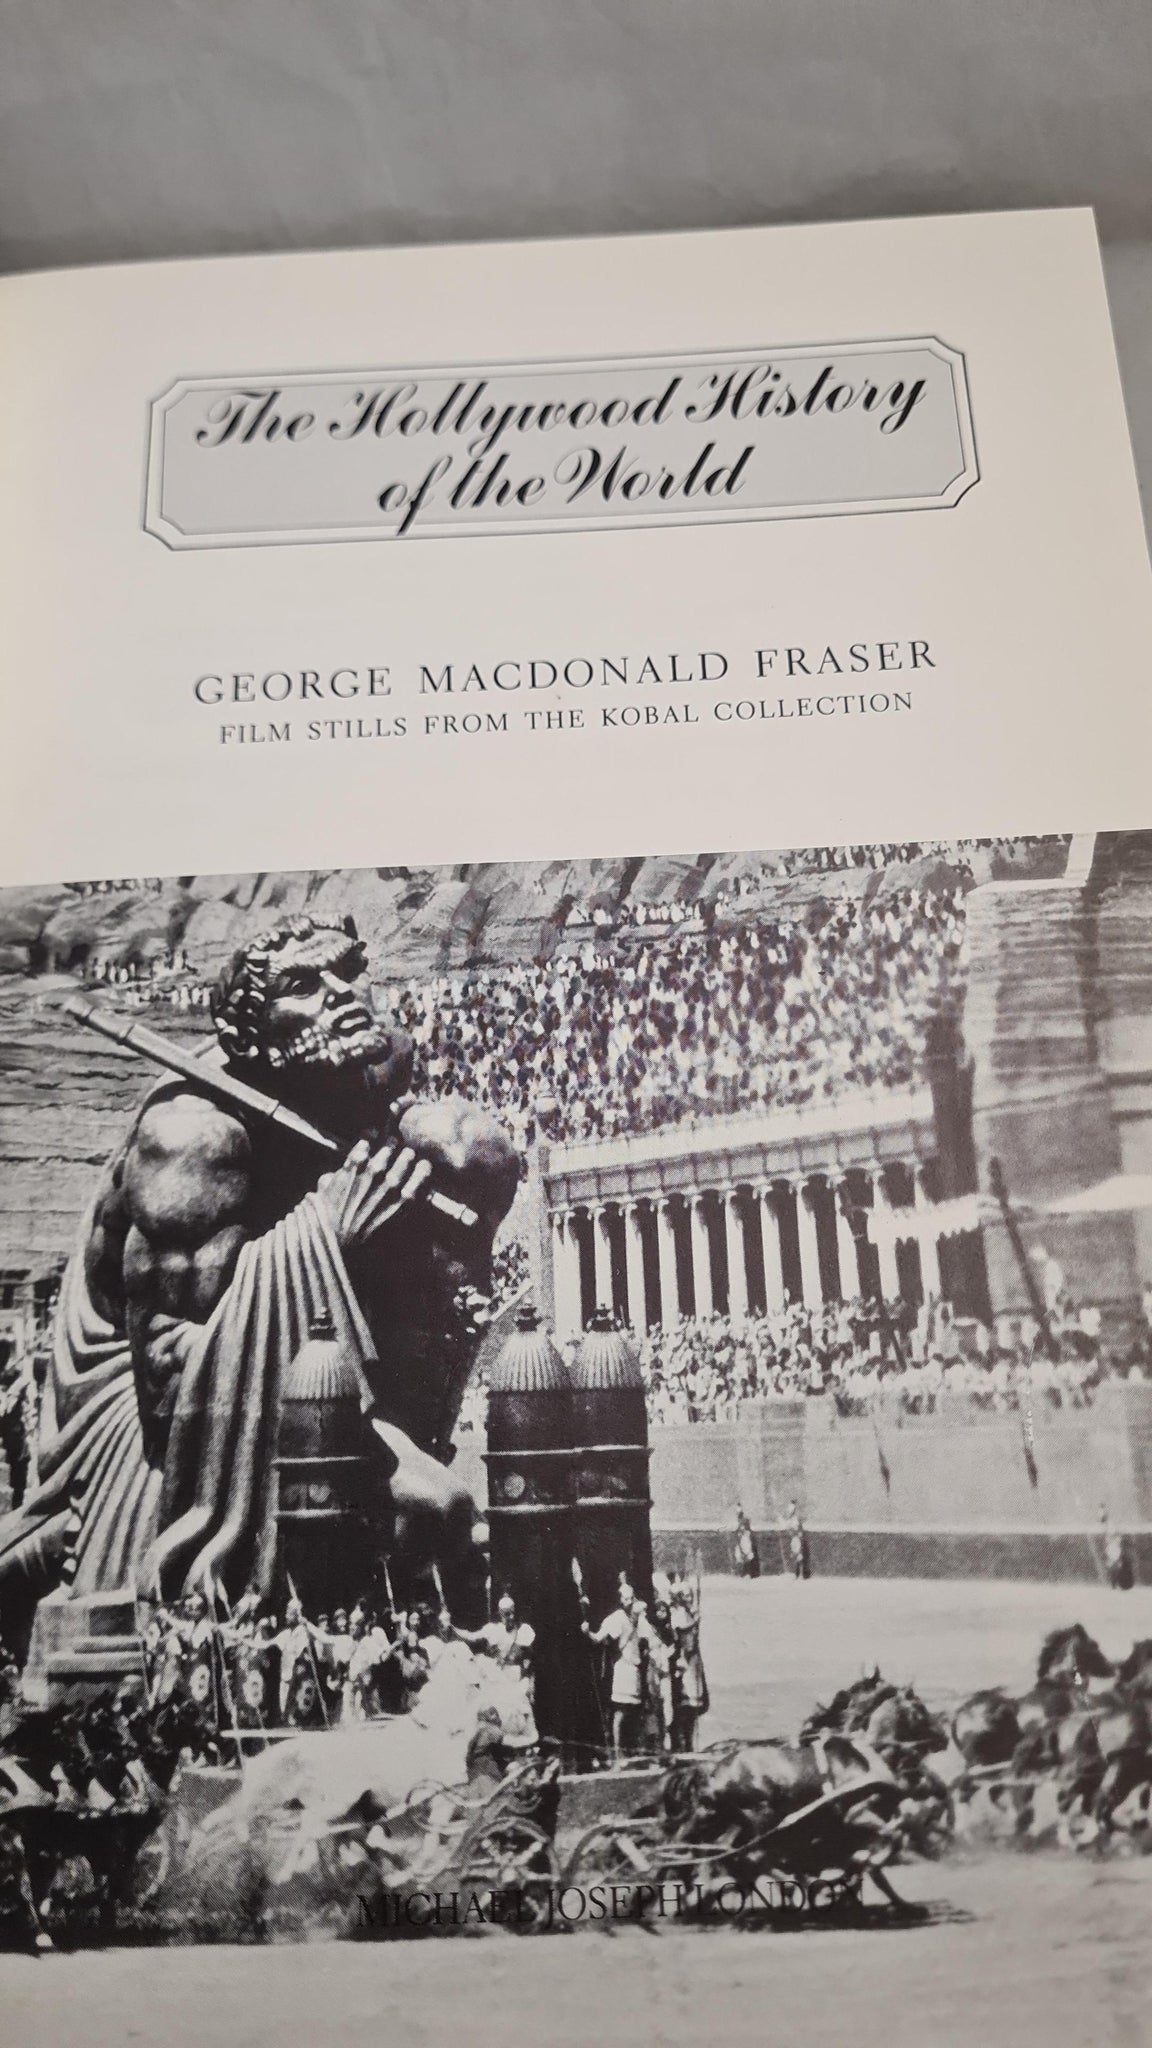 The Hollywood History
of the World
GEORGE MACDONALD FRASER
FILM STILLS FROM THE KOBAL COLLECTION
MICHAEL JOSEPH LONDON